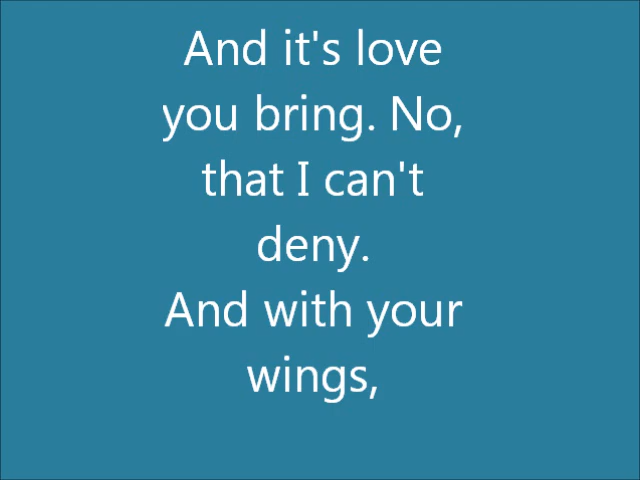 And it's love
you bring. No,
that I can't
deny.
And with your
wings,